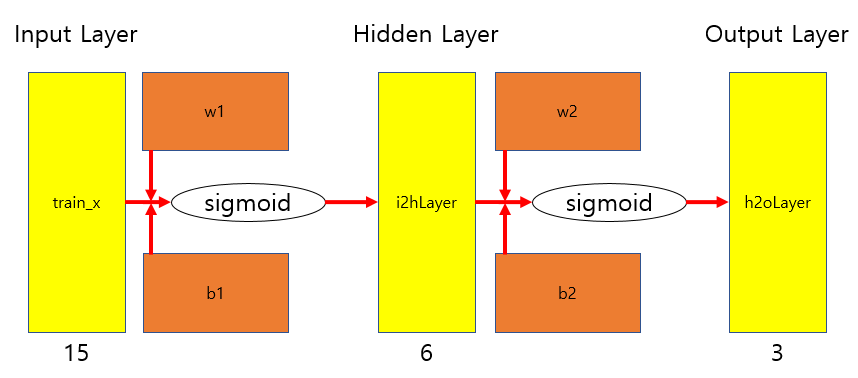 Input Layer
Hidden Layer
Output Layer
w1
w2
train_x
sigmoid
i2hLayer
sigmoid
h2oLayer
b1
b2
15
6
3